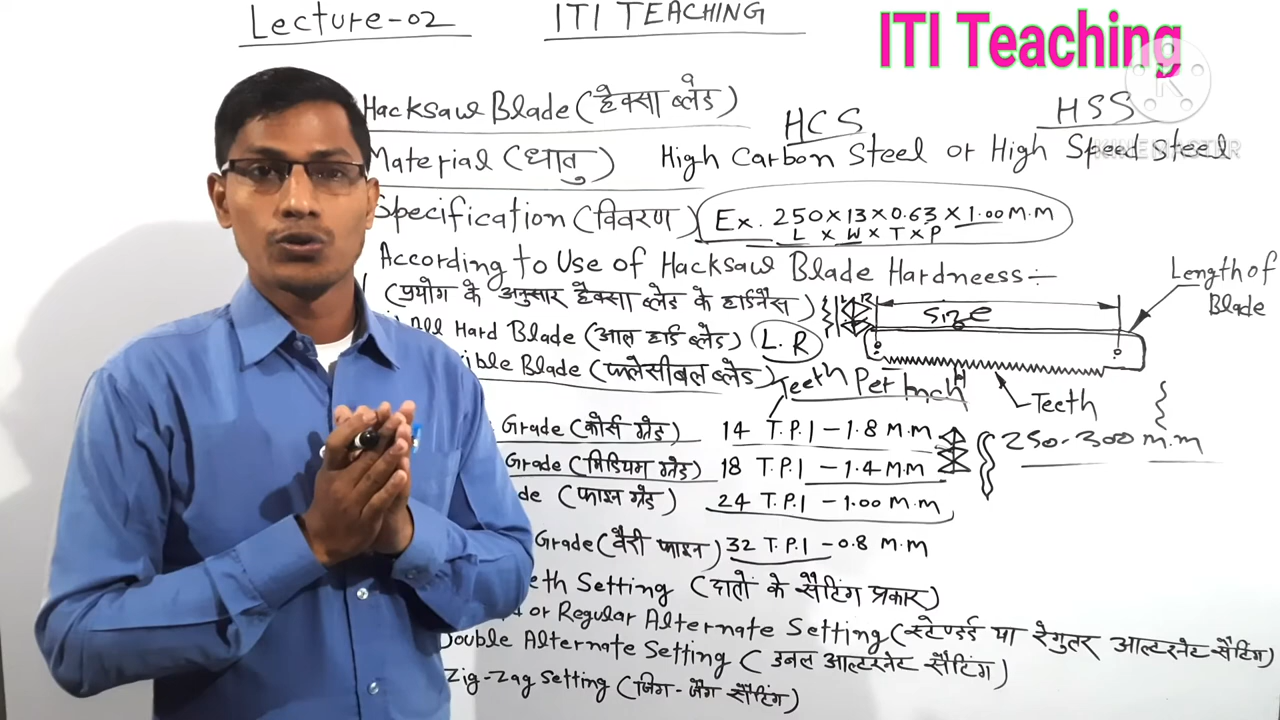 Lecture-02 ITI TEACHING
ITI Teaching
Hacksaw Blade (हेक्सा ब्लेड)
HCS HSS
Material (धातु) High Carbon Steel or High Speed Steel
Specification (विवरण) Ex. 250×13×0.63×1.00 M.M
L × W × T × P
According to Use of Hacksaw Blade Hardneess :-
(प्रयोग के अनुसार हैक्सा ब्लेड के हार्डनैस)
Hard Blade (आल हार्ड ब्लेड) L.R
Blade (फ्लेसीबल ब्लेड)
size
Length of
Blade
Teeth Per Inch
Teeth
250-300 M.M
Grade (कोर्स ग्रेड) 14 T.P.I - 1.8 M.M
Grade (मिडियम ग्रेड) 18 T.P.I - 1.4 M.M
(फाइन ग्रेड) 24 T.P.I - 1.00 M.M
Grade (वैरी फाइन) 32 T.P.I - 0.8 M.M
Setting (दातो के सैटिंग प्रकार)
or Regular Alternate Setting (स्टेण्डर्ड या रेगुलर आल्टरनेट सैटिंग)
Double Alternate Setting (डबल आल्टरनेट सैटिंग)
Zig-Zag Setting (जिग-जैग सैटिंग)